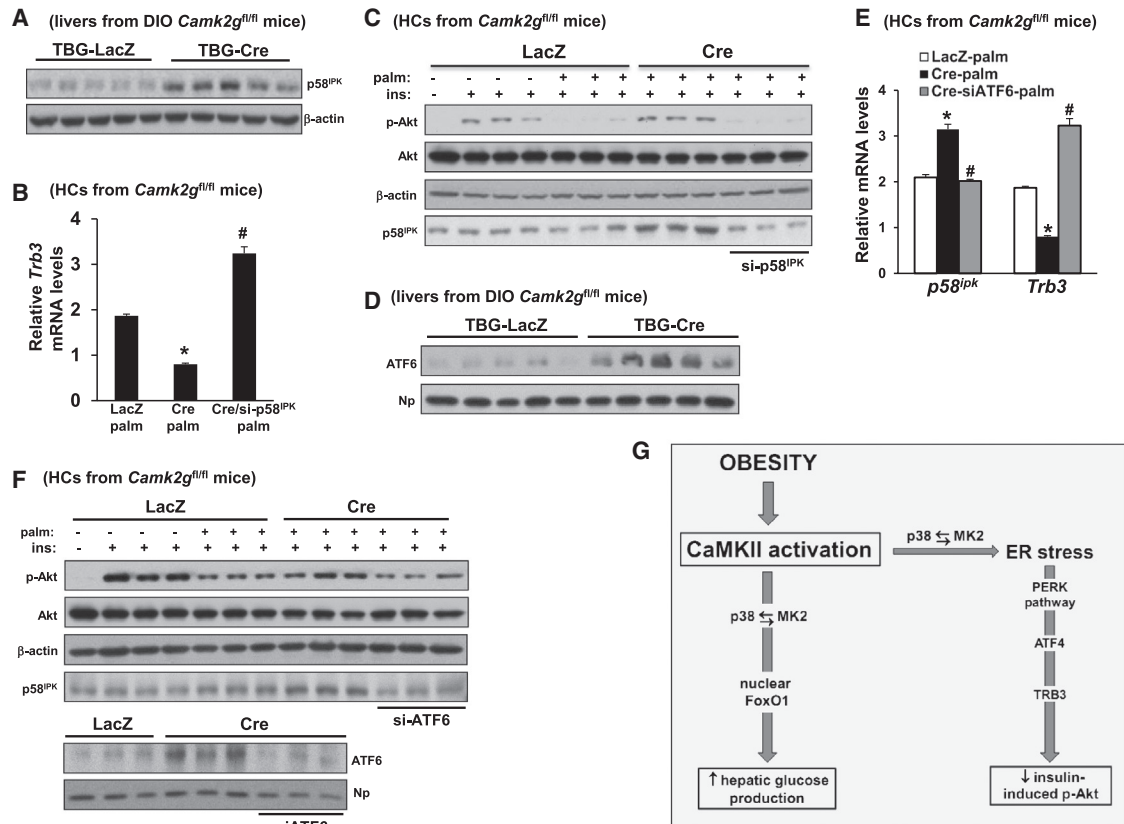 A (livers from DIO Camk2g^fl/fl mice)
TBG-LacZ TBG-Cre
p58^IPK
β-actin
B (HCs from Camk2g^fl/fl mice)
Relative Trb3
mRNA levels
4
3
2
1
0
#
*
LacZ
palm
Cre
palm
Cre/si-p58^IPK
palm
C (HCs from Camk2g^fl/fl mice)
LacZ Cre
palm: - - - - + + + + + + + + +
ins: - + + + + + + + + + + + +
p-Akt
Akt
β-actin
p58^IPK
si-p58^IPK
D (livers from DIO Camk2g^fl/fl mice)
TBG-LacZ TBG-Cre
ATF6
Np
E (HCs from Camk2g^fl/fl mice)
LacZ-palm
Cre-palm
Cre-siATF6-palm
Relative mRNA levels
4
3
2
1
0
*
#
*
#
p58^ipk Trb3
F (HCs from Camk2g^fl/fl mice)
LacZ Cre
palm: - - - - + + + + + + + + +
ins: - + + + + + + + + + + + +
p-Akt
Akt
β-actin
p58^IPK
si-ATF6
LacZ Cre
ATF6
Np
G
OBESITY
CaMKII activation
p38 ⇆ MK2
ER stress
PERK
pathway
ATF4
TRB3
↓ insulin-
induced p-Akt
p38 ⇆ MK2
nuclear
FoxO1
↑ hepatic glucose
production